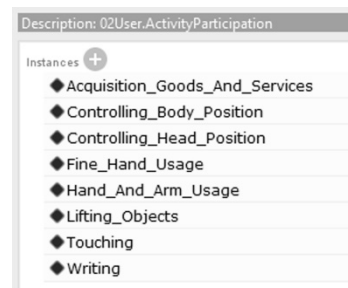 Description: 02User.ActivityParticipation
Instances
Acquisition_Goods_And_Services
Controlling_Body_Position
Controlling_Head_Position
Fine_Hand_Usage
Hand_And_Arm_Usage
Lifting_Objects
Touching
Writing